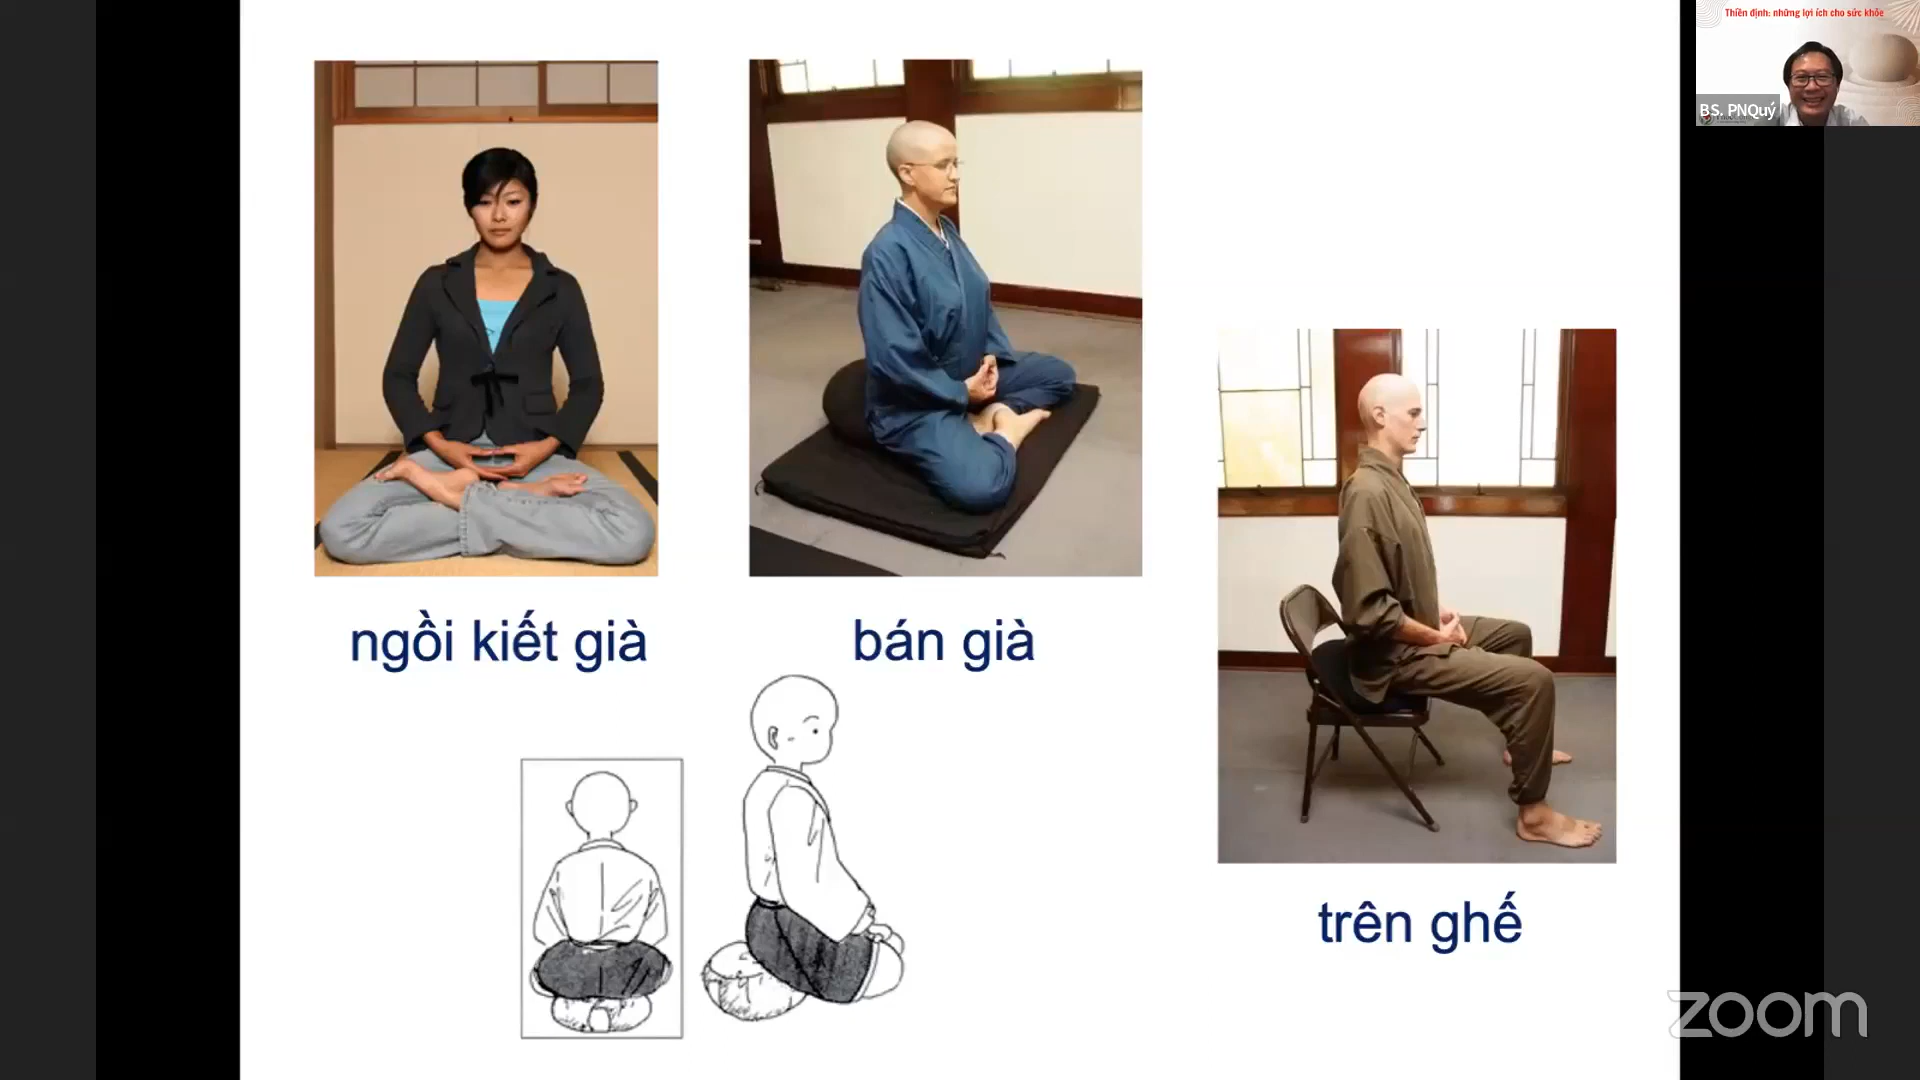 Thiền định: những lợi ích cho sức khỏe
BS. PNQuý
ngồi kiết già
bán già
trên ghế
zoom